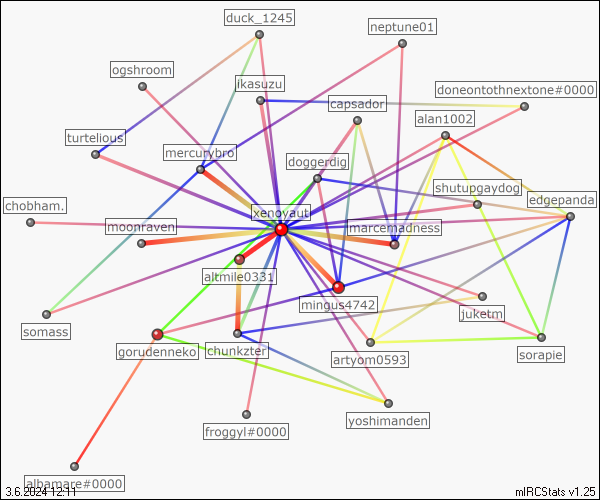 duck_1245
neptune01
ogshroom
ikasuzu
doneontothnextone#0000
capsador
alan1002
turtelious
mercurybro
doggerdig
shutupgaydog
edgepanda
chobham.
xenoyaut
moonraven
marcemadness
altmile0331
mingus4742
somass
juketm
gorudenneko
chunkzter
artyom0593
sorapie
yoshimanden
froggyl#0000
albamare#0000
3.6.2024 12:11
mIRCStats v1.25